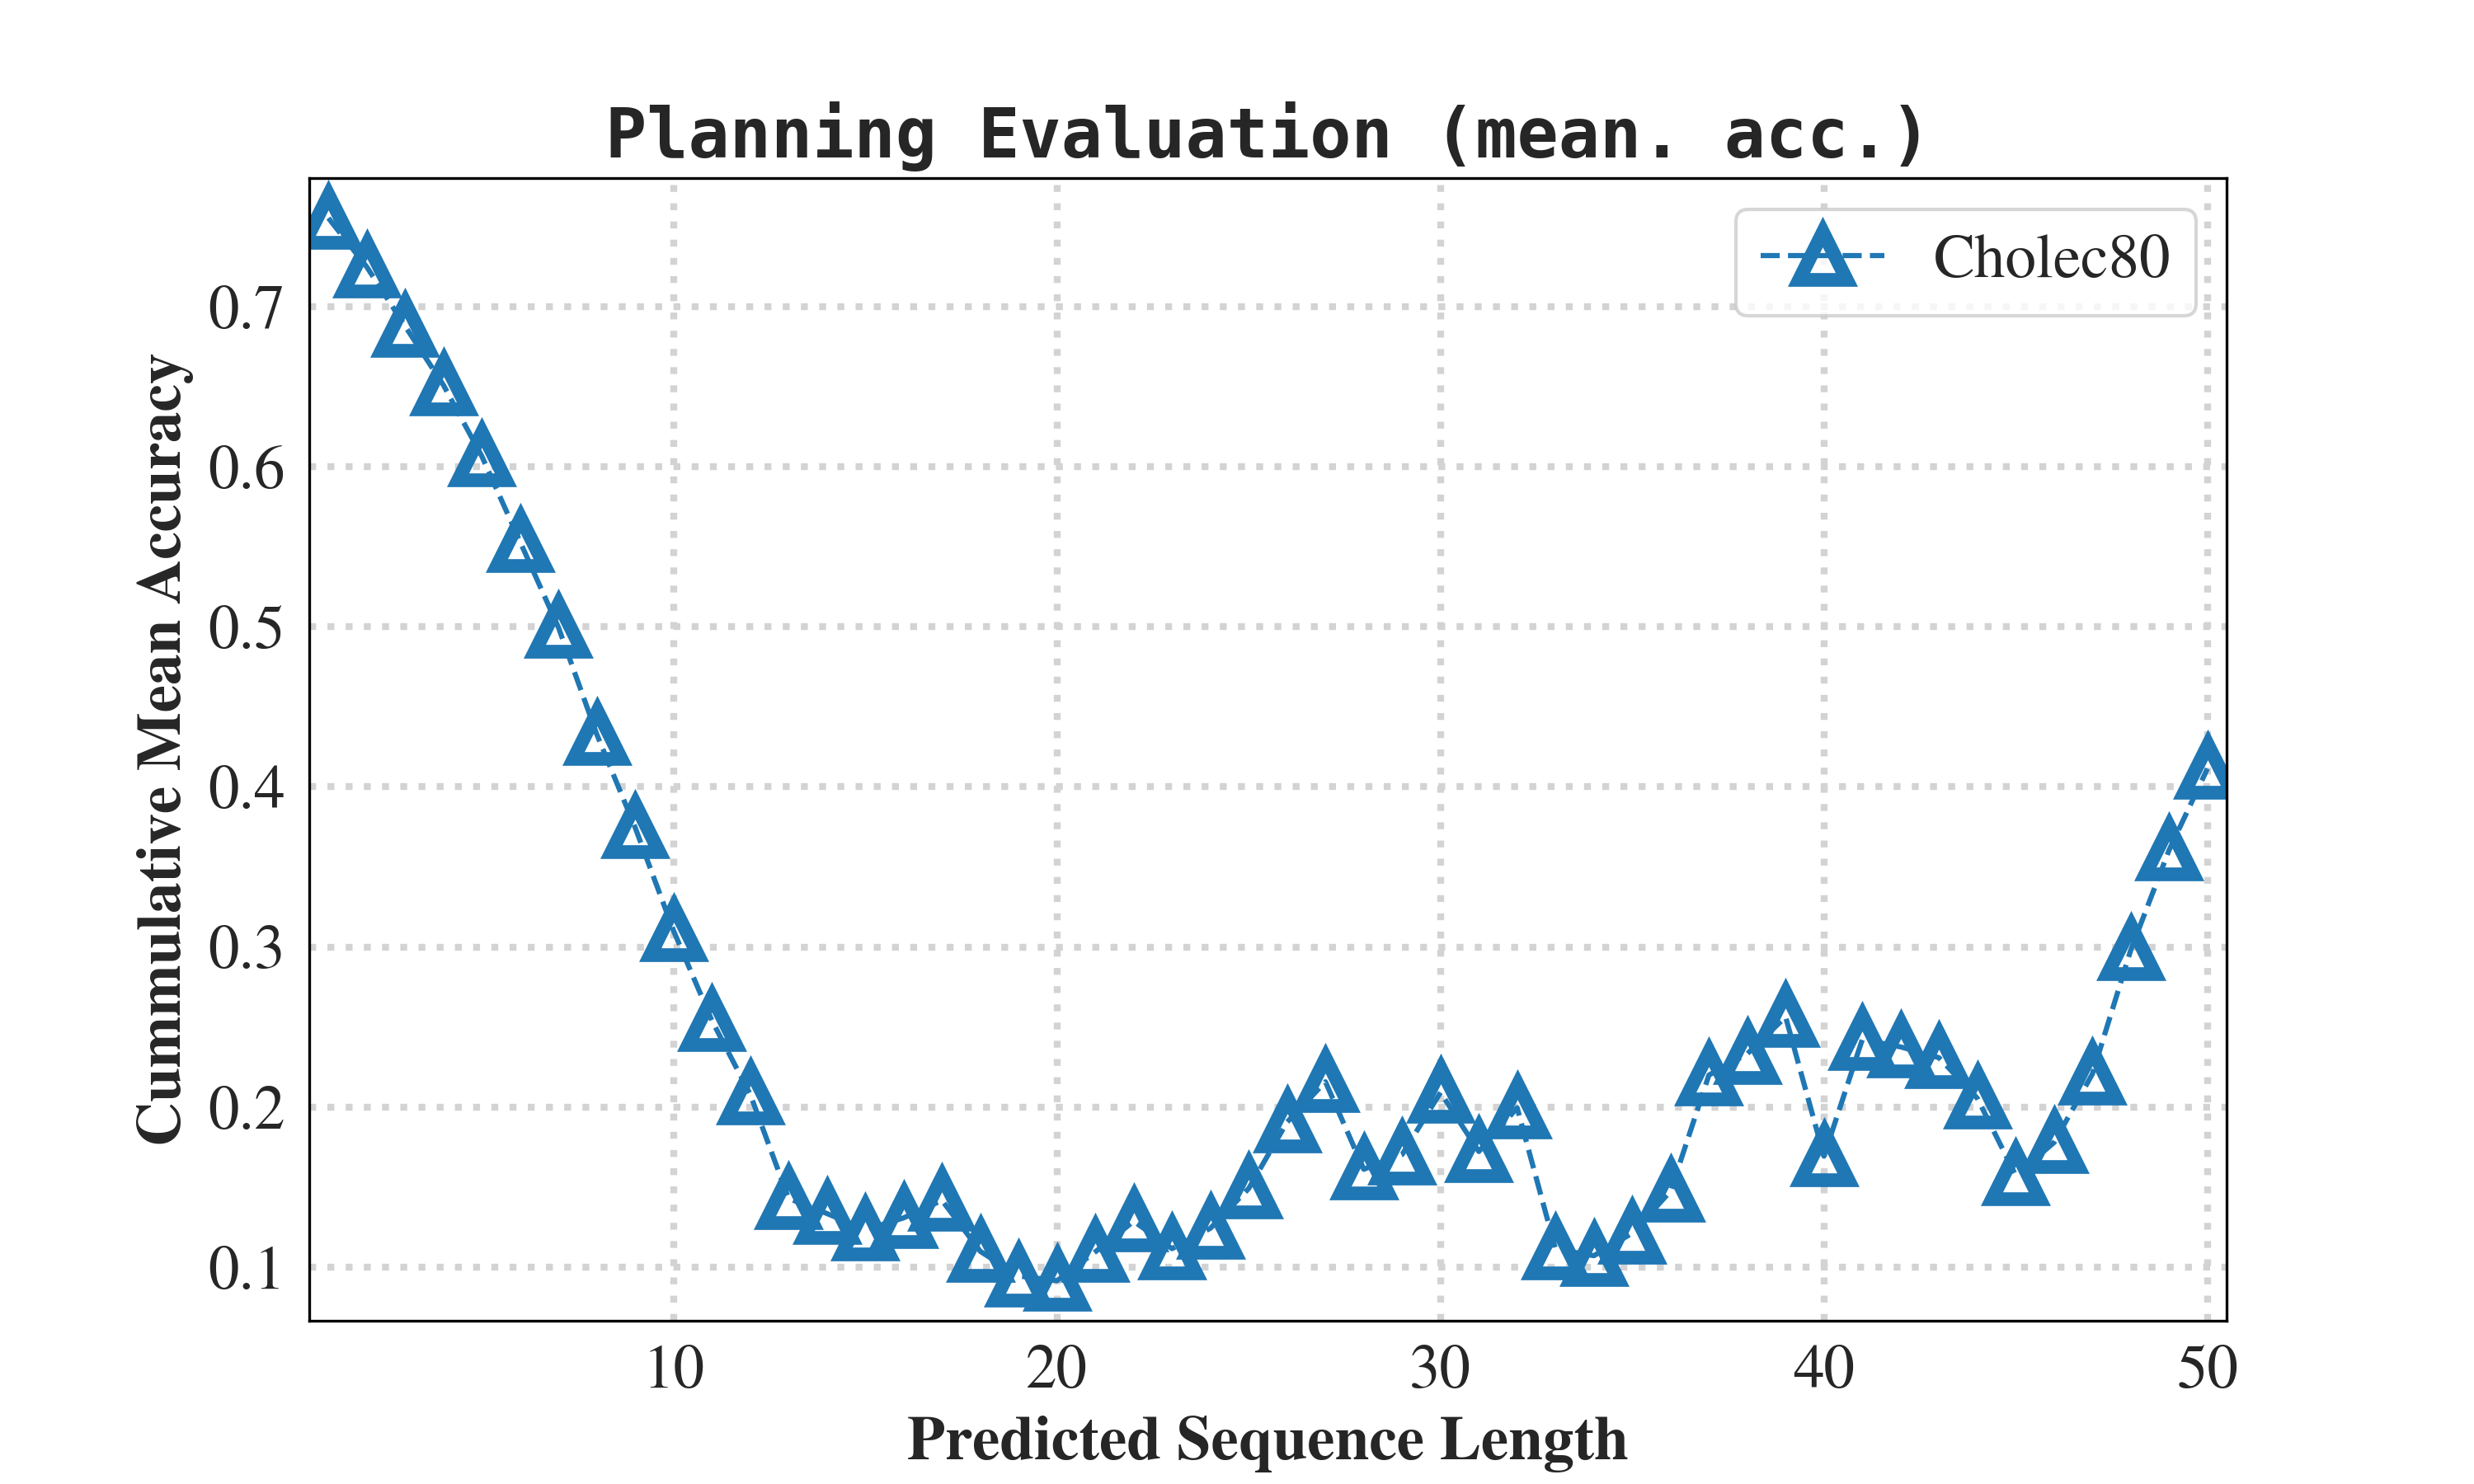 Planning Evaluation (mean. acc.)
Cholec80
Cummulative Mean Accuracy
0.7
0.6
0.5
0.4
0.3
0.2
0.1
10 20 30 40 50
Predicted Sequence Length